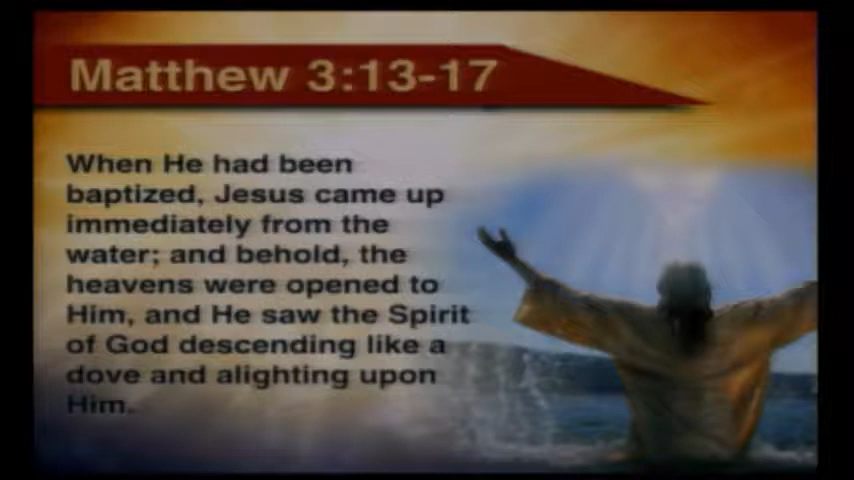 Matthew 3:13-17
When He had been
baptized, Jesus came up
immediately from the
water; and behold, the
heavens were opened to
Him, and He saw the Spirit
of God descending like a
dove and alighting upon
Him.